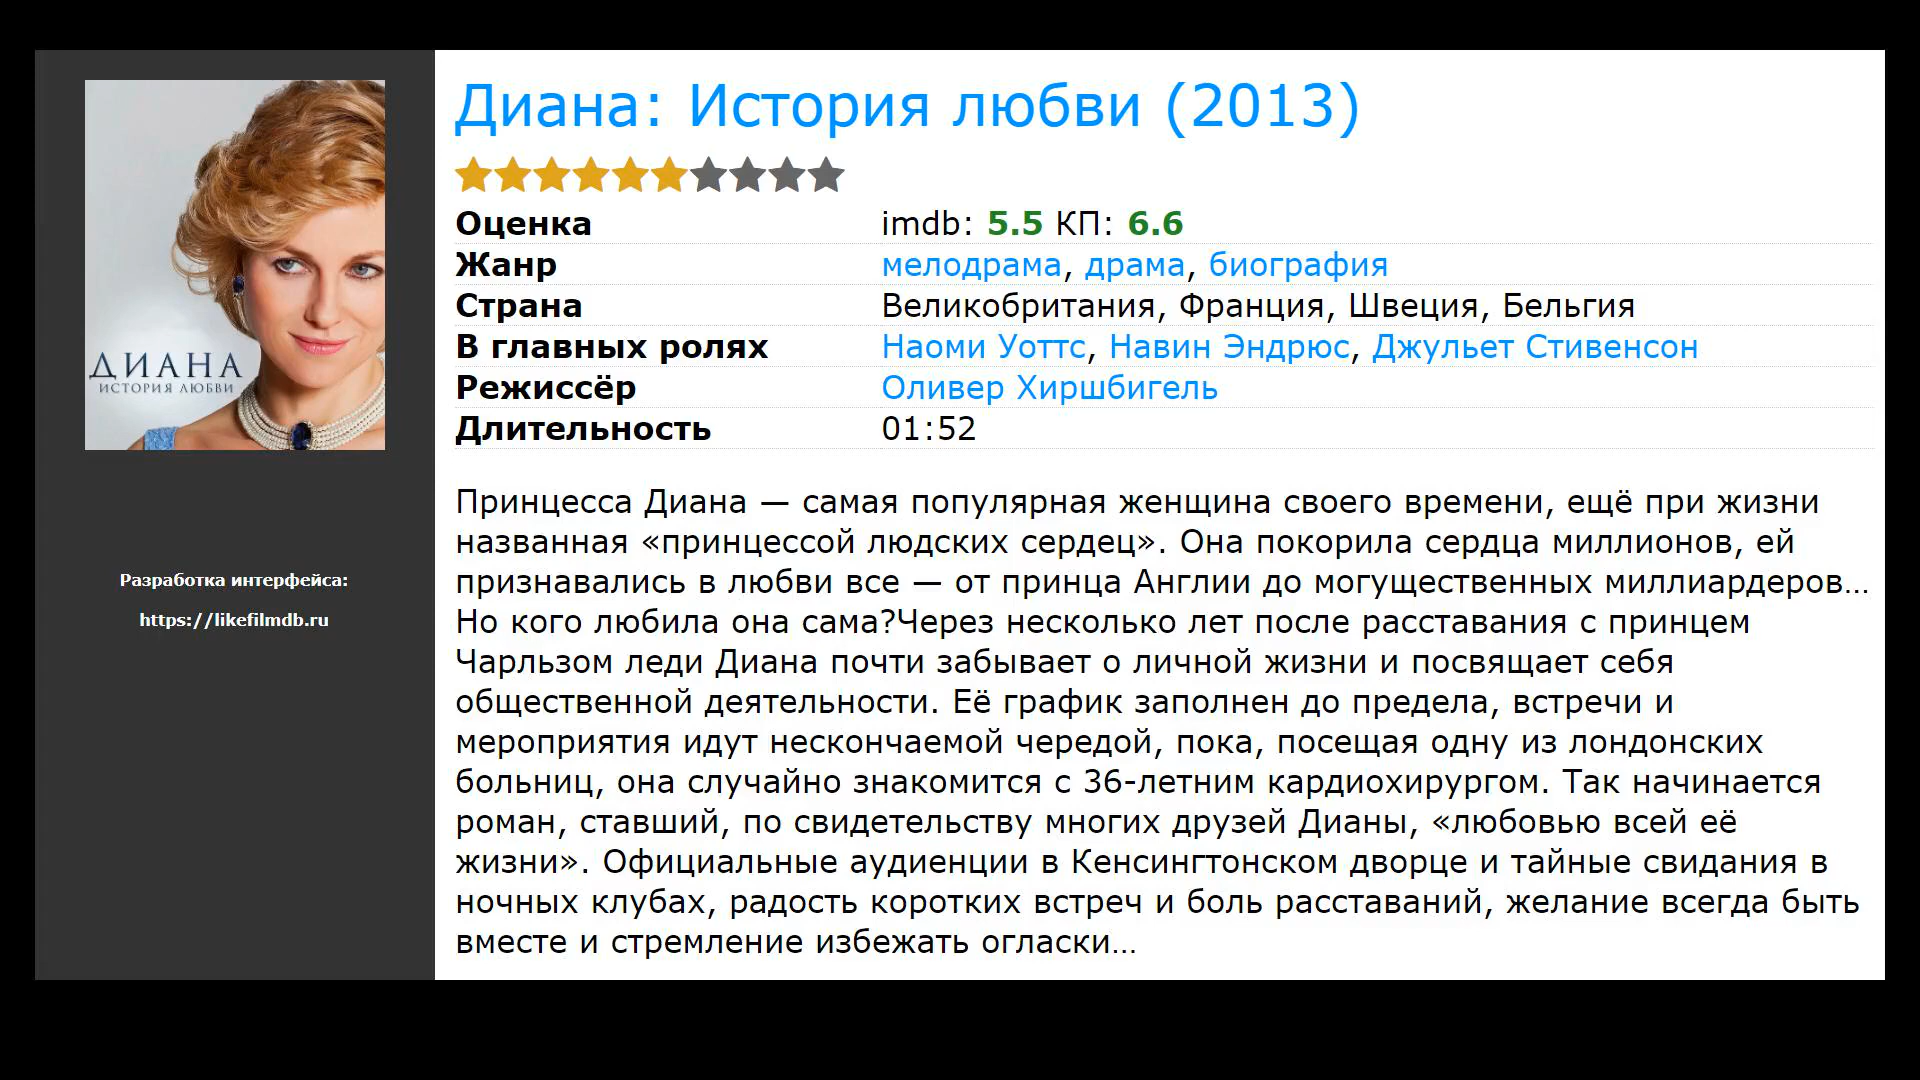 ДИАНА
ИСТОРИЯ ЛЮБВИ
Разработка интерфейса:
https://likefilmdb.ru
Диана: История любви (2013)
Оценка imdb: 5.5 КП: 6.6
Жанр мелодрама, драма, биография
Страна Великобритания, Франция, Швеция, Бельгия
В главных ролях Наоми Уоттс, Навин Эндрюс, Джульет Стивенсон
Режиссёр Оливер Хиршбигель
Длительность 01:52
Принцесса Диана — самая популярная женщина своего времени, ещё при жизни
названная «принцессой людских сердец». Она покорила сердца миллионов, ей
признавались в любви все — от принца Англии до могущественных миллиардеров…
Но кого любила она сама?Через несколько лет после расставания с принцем
Чарльзом леди Диана почти забывает о личной жизни и посвящает себя
общественной деятельности. Её график заполнен до предела, встречи и
мероприятия идут нескончаемой чередой, пока, посещая одну из лондонских
больниц, она случайно знакомится с 36-летним кардиохирургом. Так начинается
роман, ставший, по свидетельству многих друзей Дианы, «любовью всей её
жизни». Официальные аудиенции в Кенсингтонском дворце и тайные свидания в
ночных клубах, радость коротких встреч и боль расставаний, желание всегда быть
вместе и стремление избежать огласки…